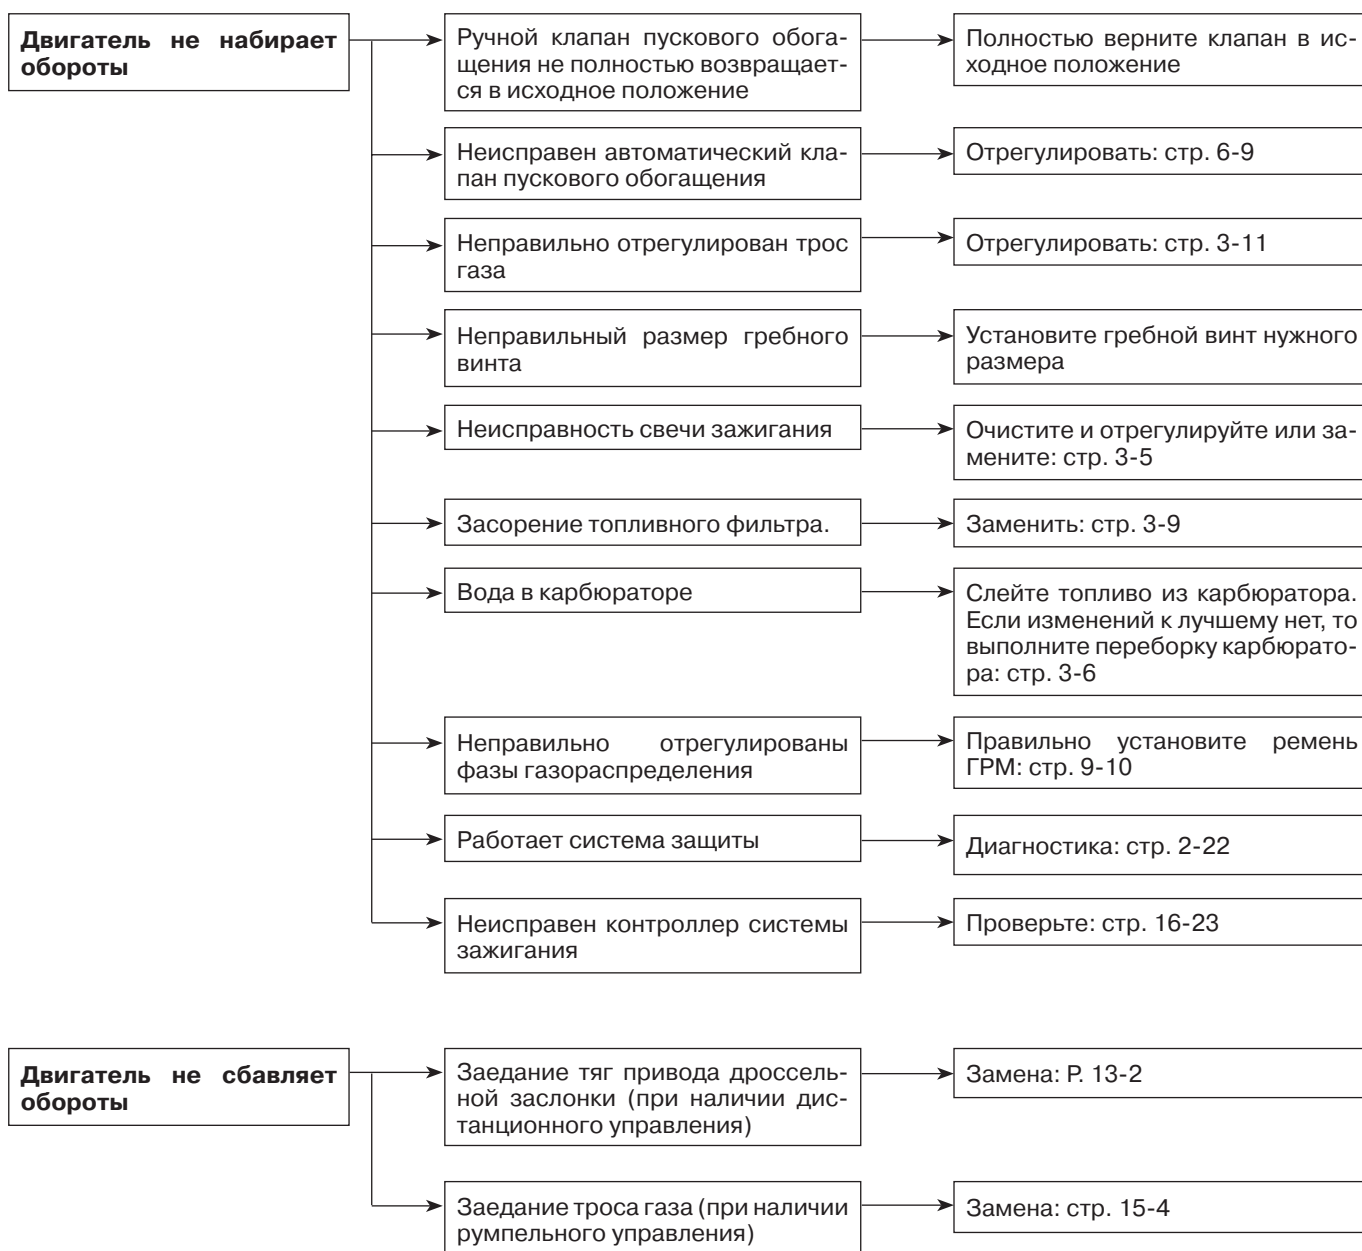 Двигатель не набирает
обороты
Ручной клапан пускового обога-
щения не полностью возвращает-
ся в исходное положение
Полностью верните клапан в ис-
ходное положение
Неисправен автоматический кла-
пан пускового обогащения
Отрегулировать: стр. 6-9
Неправильно отрегулирован трос
газа
Отрегулировать: стр. 3-11
Неправильный размер гребного
винта
Установите гребной винт нужного
размера
Неисправность свечи зажигания
Очистите и отрегулируйте или за-
мените: стр. 3-5
Засорение топливного фильтра.
Заменить: стр. 3-9
Вода в карбюраторе
Слейте топливо из карбюратора.
Если изменений к лучшему нет, то
выполните переборку карбюрато-
ра: стр. 3-6
Неправильно отрегулированы
фазы газораспределения
Правильно установите ремень
ГРМ: стр. 9-10
Работает система защиты
Диагностика: стр. 2-22
Неисправен контроллер системы
зажигания
Проверьте: стр. 16-23
Двигатель не сбавляет
обороты
Заедание тяг привода дроссель-
ной заслонки (при наличии дис-
танционного управления)
Замена: P. 13-2
Заедание троса газа (при наличии
румпельного управления)
Замена: стр. 15-4